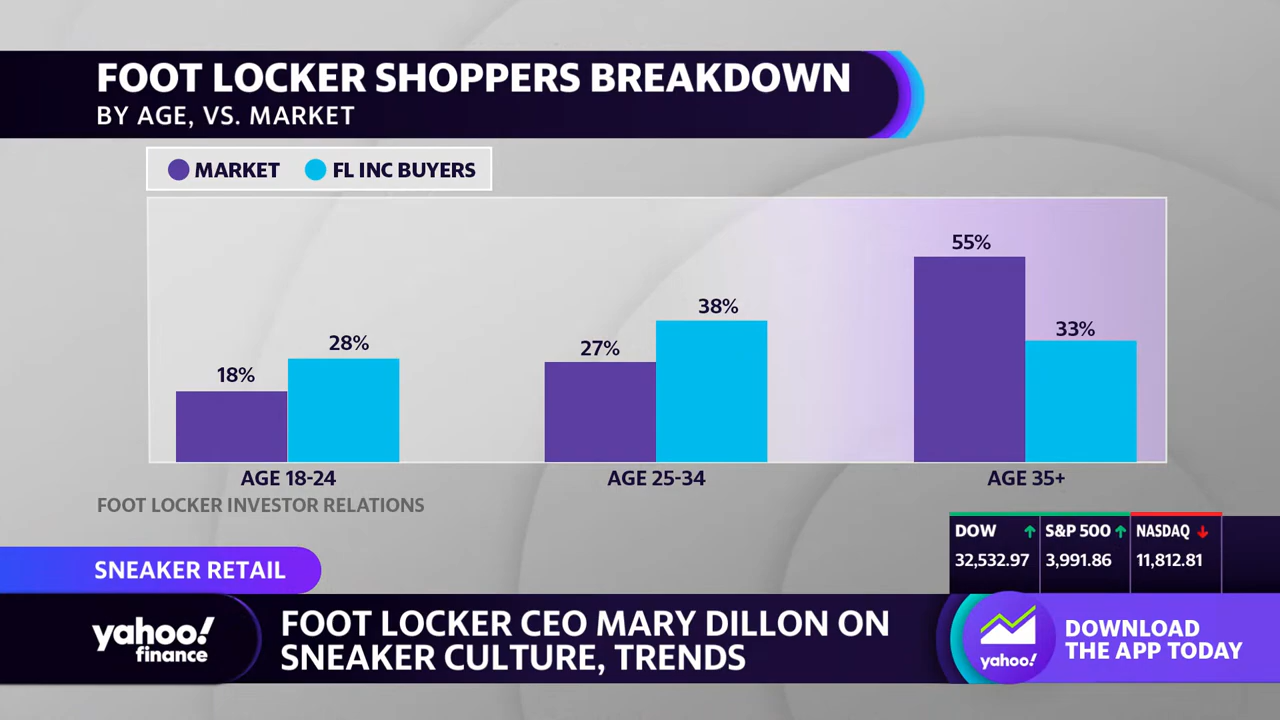 FOOT LOCKER SHOPPERS BREAKDOWN
BY AGE, VS. MARKET
MARKET FL INC BUYERS
18%
28%
27%
38%
55%
33%
AGE 18-24
AGE 25-34
AGE 35+
FOOT LOCKER INVESTOR RELATIONS
DOW S&P 500 NASDAQ
32,532.97 3,991.86 11,812.81
SNEAKER RETAIL
yahoo!
finance
FOOT LOCKER CEO MARY DILLON ON
SNEAKER CULTURE, TRENDS
yahoo!
DOWNLOAD
THE APP TODAY